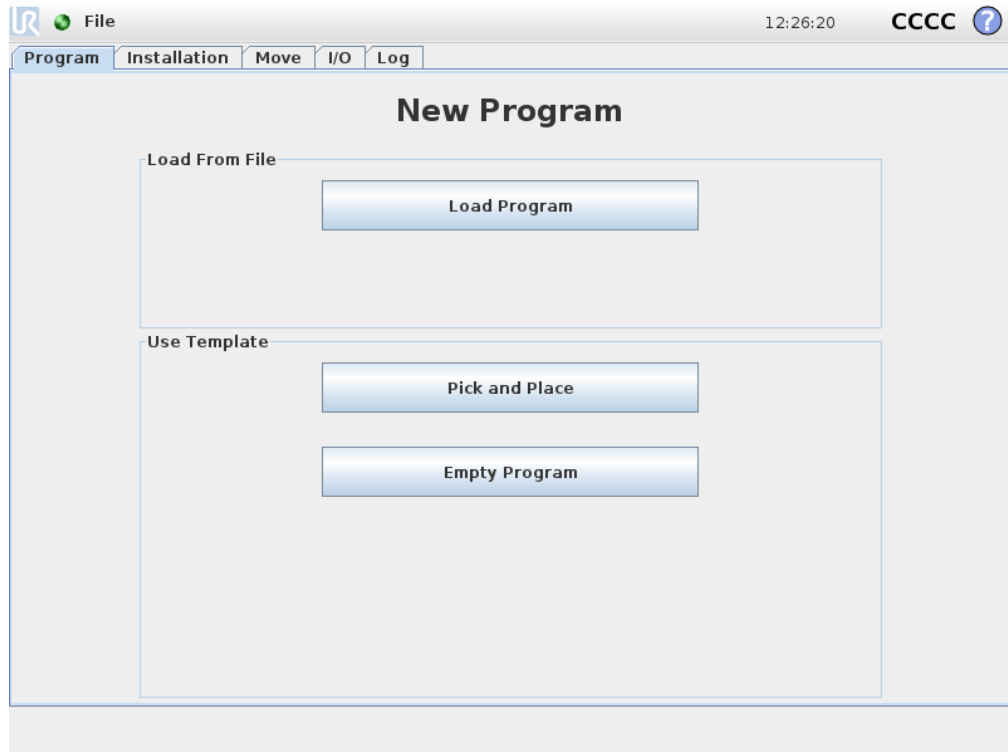 UR File 12:26:20 CCCC ?
Program Installation Move I/O Log
New Program
Load From File
Load Program
Use Template
Pick and Place
Empty Program